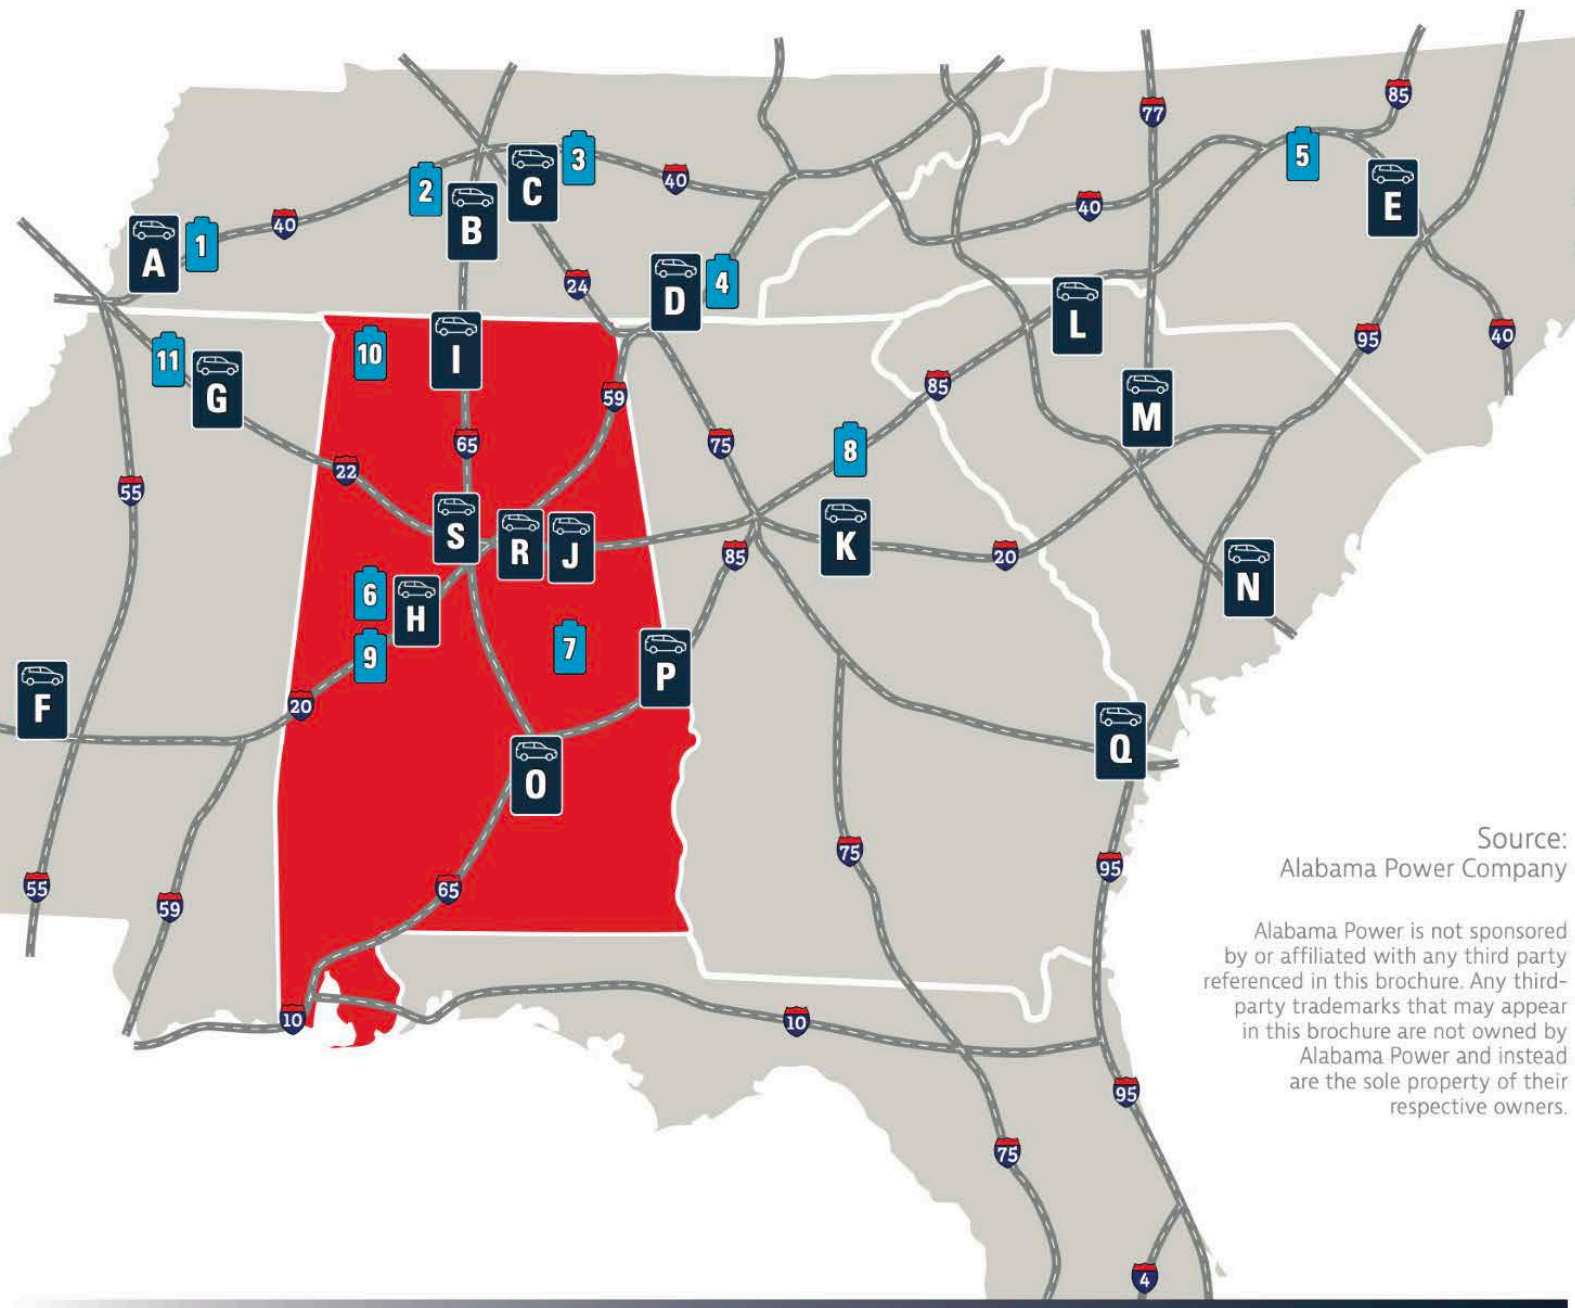 85
77
3
5
2
40
C
40
E
B
40
1
A
4
24
D
L
95
40
I
10
11
G
85
59
M
75
65
8
22
55
S
R
J
K
85
20
N
6
H
7
9
P
F
20
Q
O
Source:
75
Alabama Power Company
95
55
65
59
Alabama Power is not sponsored
by or affiliated with any third party
referenced in this brochure. Any third-
party trademarks that may appear
10
10
in this brochure are not owned by
Alabama Power and instead
are the sole property of their
95
respective owners.
75
4